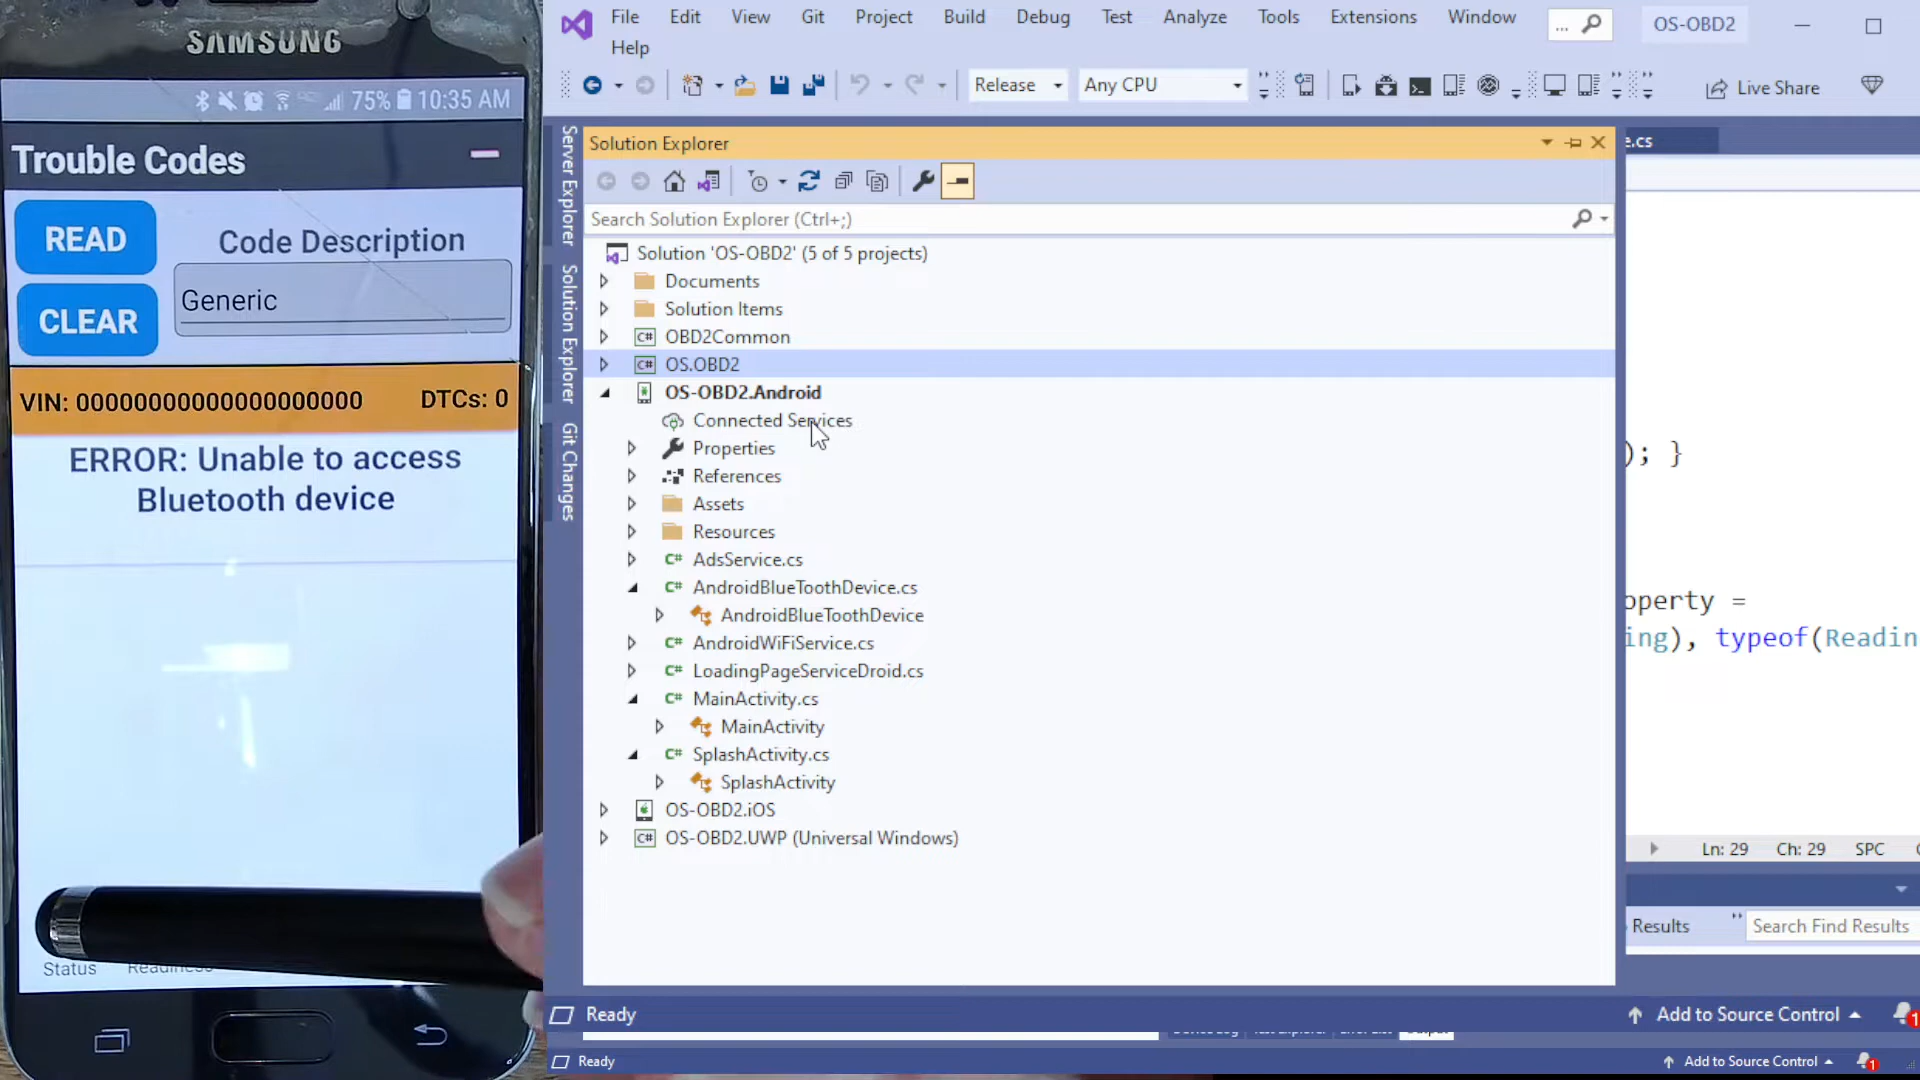 SAMSUNG
75% 10:35 AM
Trouble Codes
READ
Code Description
Generic
CLEAR
VIN: 00000000000000000000 DTCs: 0
ERROR: Unable to access
Bluetooth device
Status Readiness
File Edit View Git Project Build Debug Test Analyze Tools Extensions Window
Help
... OS-OBD2
Release Any CPU Live Share
Server Explorer
Solution Explorer
Git Changes
Solution Explorer
e.cs
Search Solution Explorer (Ctrl+;)
Solution 'OS-OBD2' (5 of 5 projects)
Documents
Solution Items
C# OBD2Common
C# OS.OBD2
OS-OBD2.Android
Connected Services
Properties
References
Assets
Resources
C# AdsService.cs
C# AndroidBlueToothDevice.cs
AndroidBlueToothDevice
C# AndroidWiFiService.cs
C# LoadingPageServiceDroid.cs
C# MainActivity.cs
MainActivity
C# SplashActivity.cs
SplashActivity
OS-OBD2.iOS
C# OS-OBD2.UWP (Universal Windows)
); }
operty =
ing), typeof(Readin
Ln: 29 Ch: 29 SPC
Results Search Find Results
Ready Add to Source Control 1
Ready Add to Source Control 1